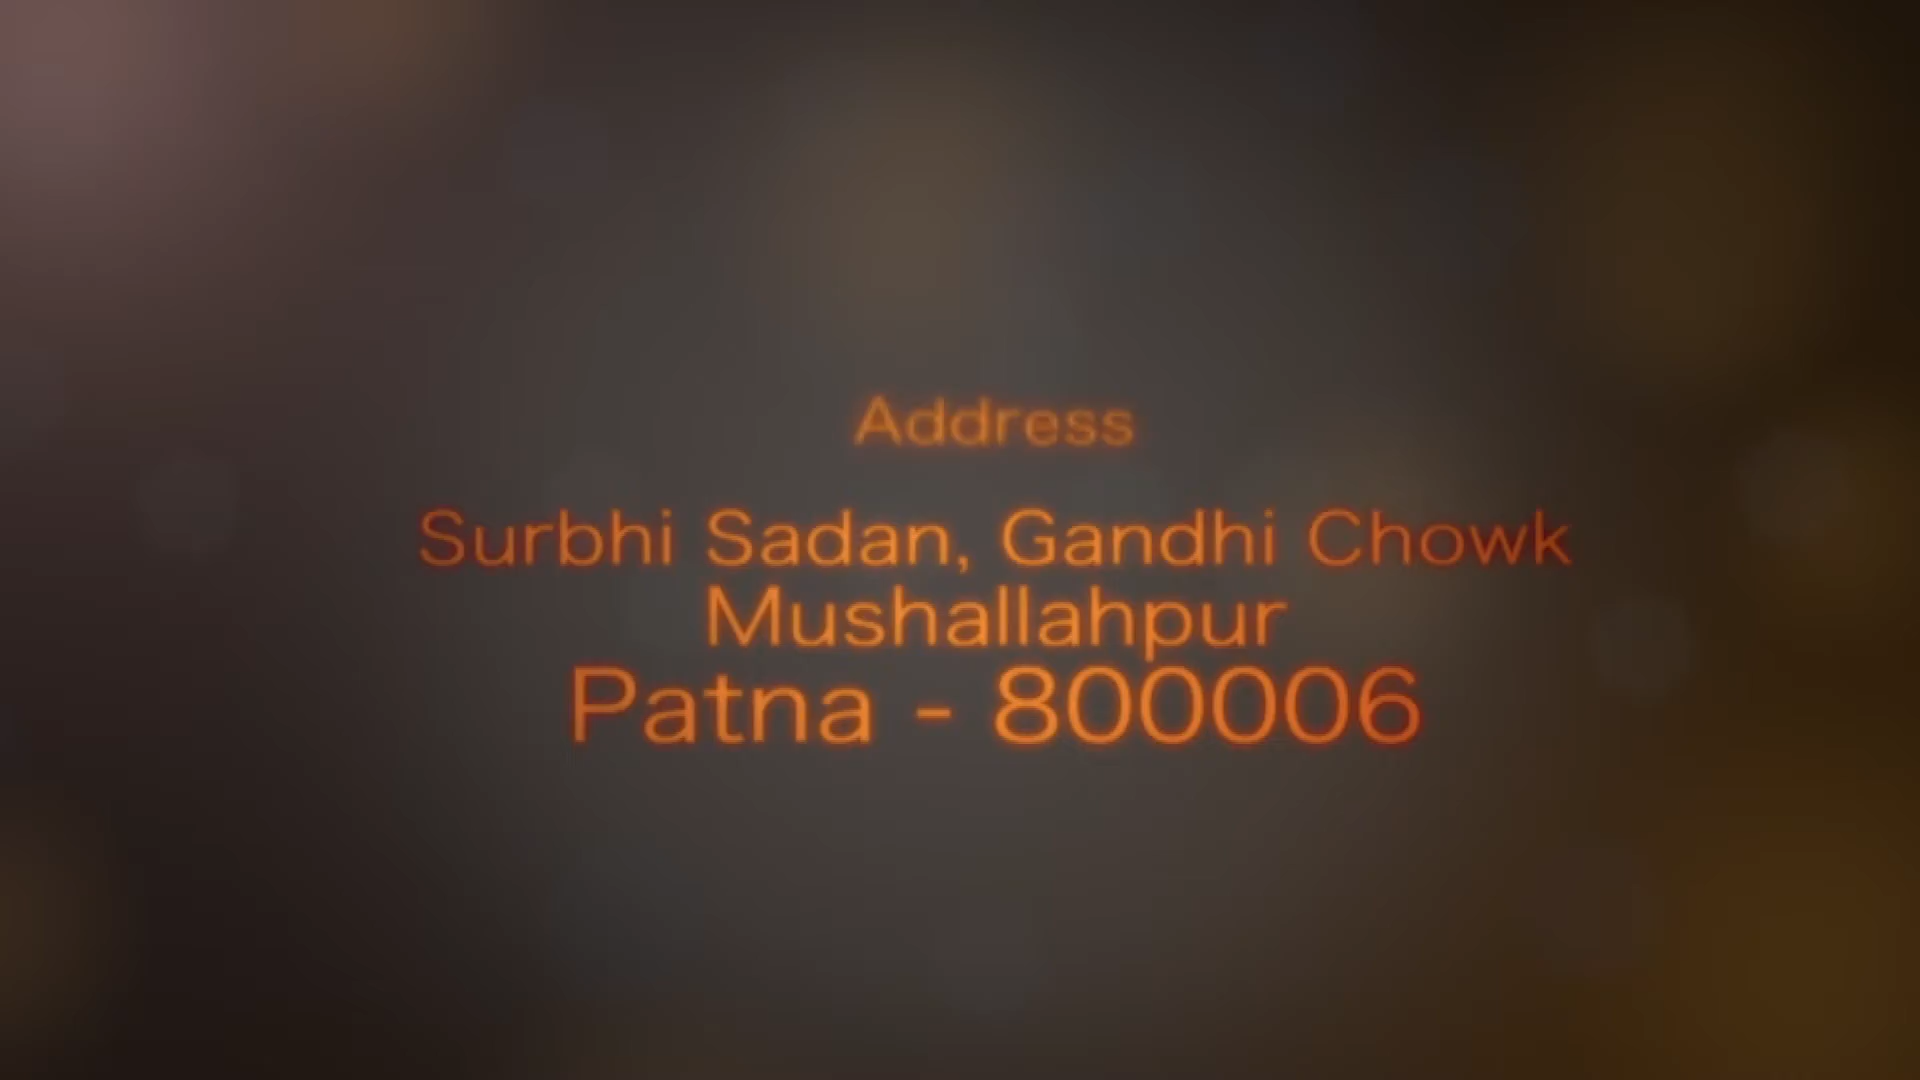 Address
Surbhi Sadan, Gandhi Chowk
Mushallahpur
Patna - 800006